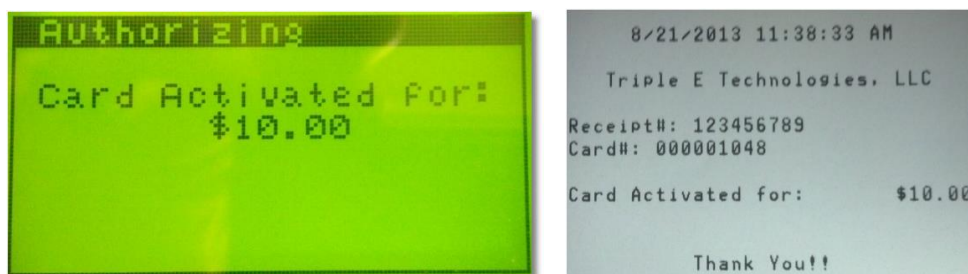 Authorizing
Card Activated for:
$10.00
8/21/2013 11:38:33 AM
Triple E Technologies, LLC
Receipt#: 123456789
Card#: 000001048
Card Activated for: $10.00
Thank You!!